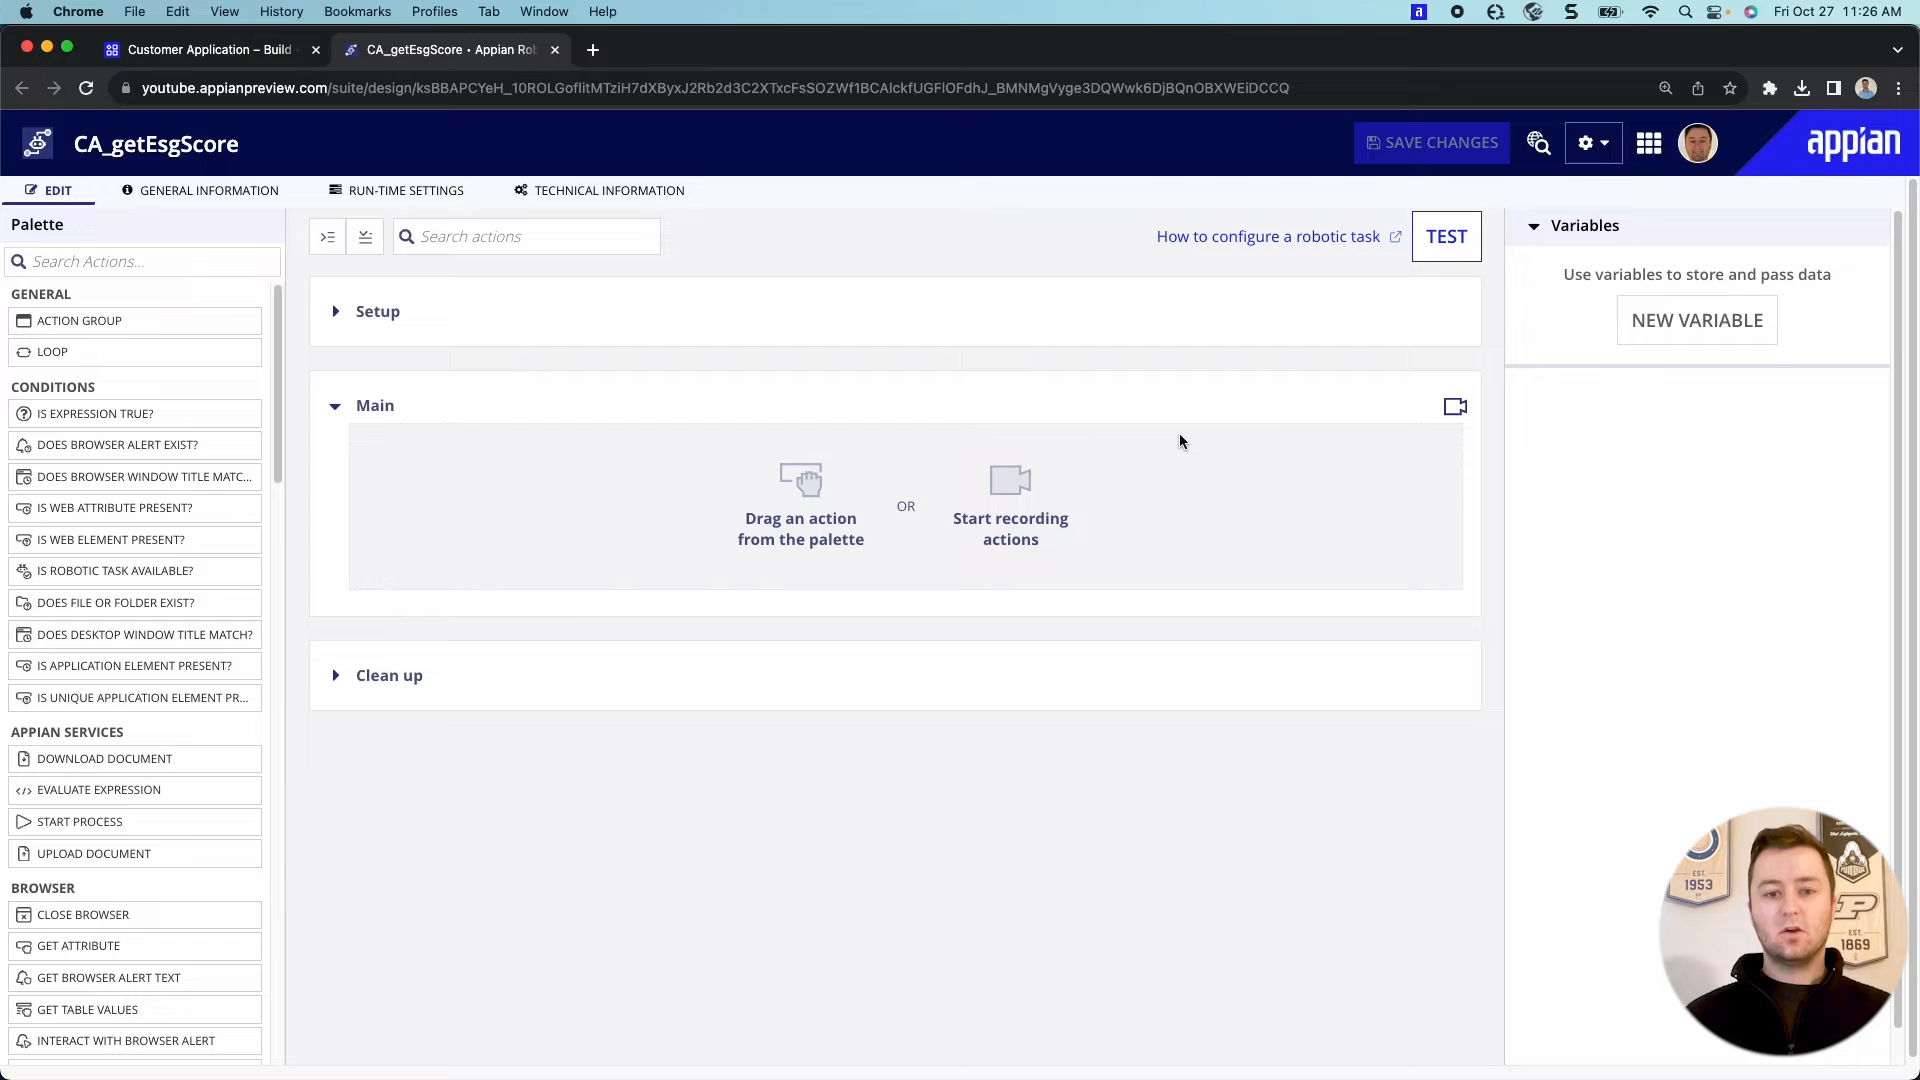 Chrome File Edit View History Bookmarks Profiles Tab Window Help Fri Oct 27 11:26 AM
Customer Application – Build
CA_getEsgScore • Appian Rob
youtube.appianpreview.com/suite/design/ksBBAPCYeH_10ROLGoflitMTziH7dXByxJ2Rb2d3C2XTxcFsSOZWf1BCAlckfUGFlOFdhJ_BMNMgVyge3DQWwk6DjBQnOBXWEiDCCQ
CA_getEsgScore
SAVE CHANGES
appian
EDIT
GENERAL INFORMATION
RUN-TIME SETTINGS
TECHNICAL INFORMATION
Palette
Search Actions...
GENERAL
ACTION GROUP
LOOP
CONDITIONS
IS EXPRESSION TRUE?
DOES BROWSER ALERT EXIST?
DOES BROWSER WINDOW TITLE MATC...
IS WEB ATTRIBUTE PRESENT?
IS WEB ELEMENT PRESENT?
IS ROBOTIC TASK AVAILABLE?
DOES FILE OR FOLDER EXIST?
DOES DESKTOP WINDOW TITLE MATCH?
IS APPLICATION ELEMENT PRESENT?
IS UNIQUE APPLICATION ELEMENT PR...
APPIAN SERVICES
DOWNLOAD DOCUMENT
EVALUATE EXPRESSION
START PROCESS
UPLOAD DOCUMENT
BROWSER
CLOSE BROWSER
GET ATTRIBUTE
GET BROWSER ALERT TEXT
GET TABLE VALUES
INTERACT WITH BROWSER ALERT
Search actions
How to configure a robotic task
TEST
Setup
Main
Drag an action
from the palette
OR
Start recording
actions
Clean up
Variables
Use variables to store and pass data
NEW VARIABLE
EST.
1953
PURDUE
P
EST.
1869